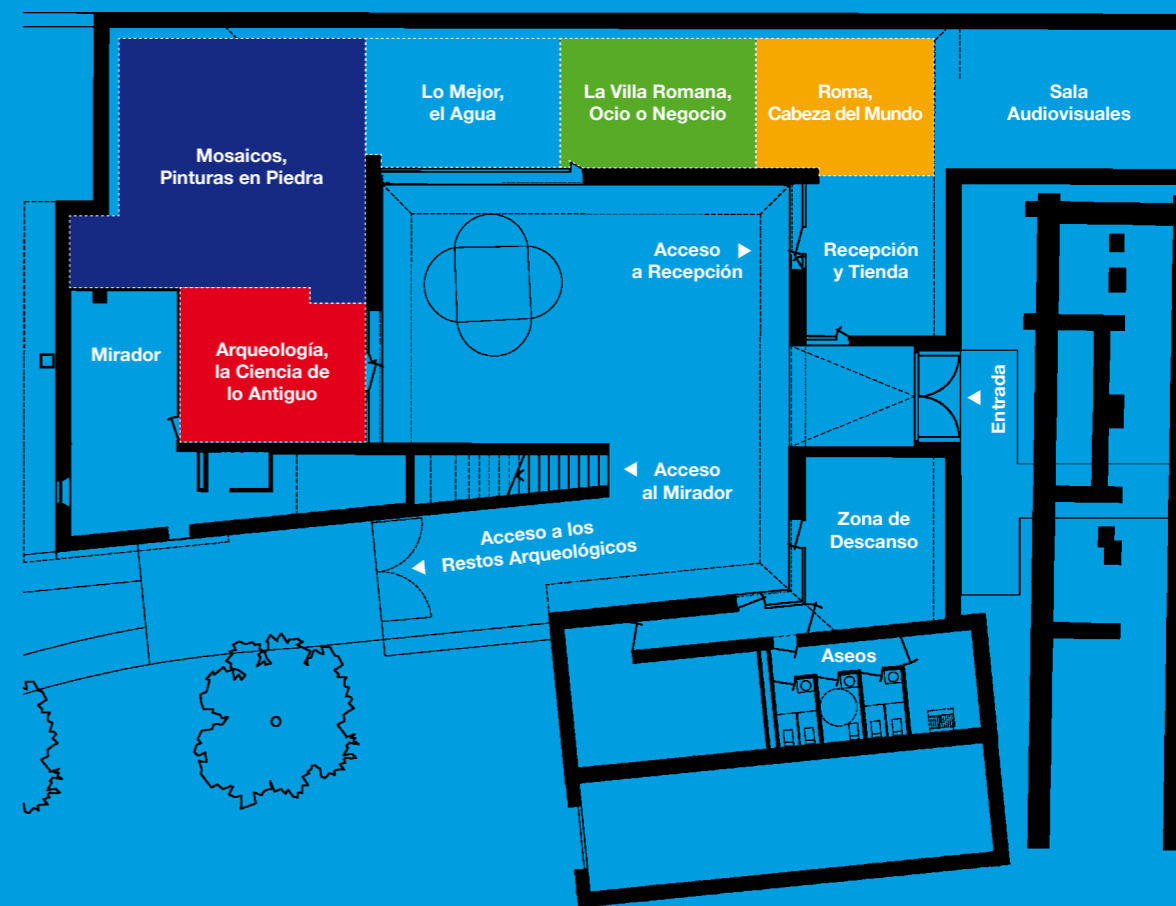 Lo Mejor,
el Agua
La Villa Romana,
Ocio o Negocio
Roma,
Cabeza del Mundo
Sala
Audiovisuales
Mosaicos,
Pinturas en Piedra
Acceso
a Recepción
Recepción
y Tienda
Mirador
Arqueología,
la Ciencia de
lo Antiguo
Entrada
Acceso
al Mirador
Acceso a los
Restos Arqueológicos
Zona de
Descanso
Aseos